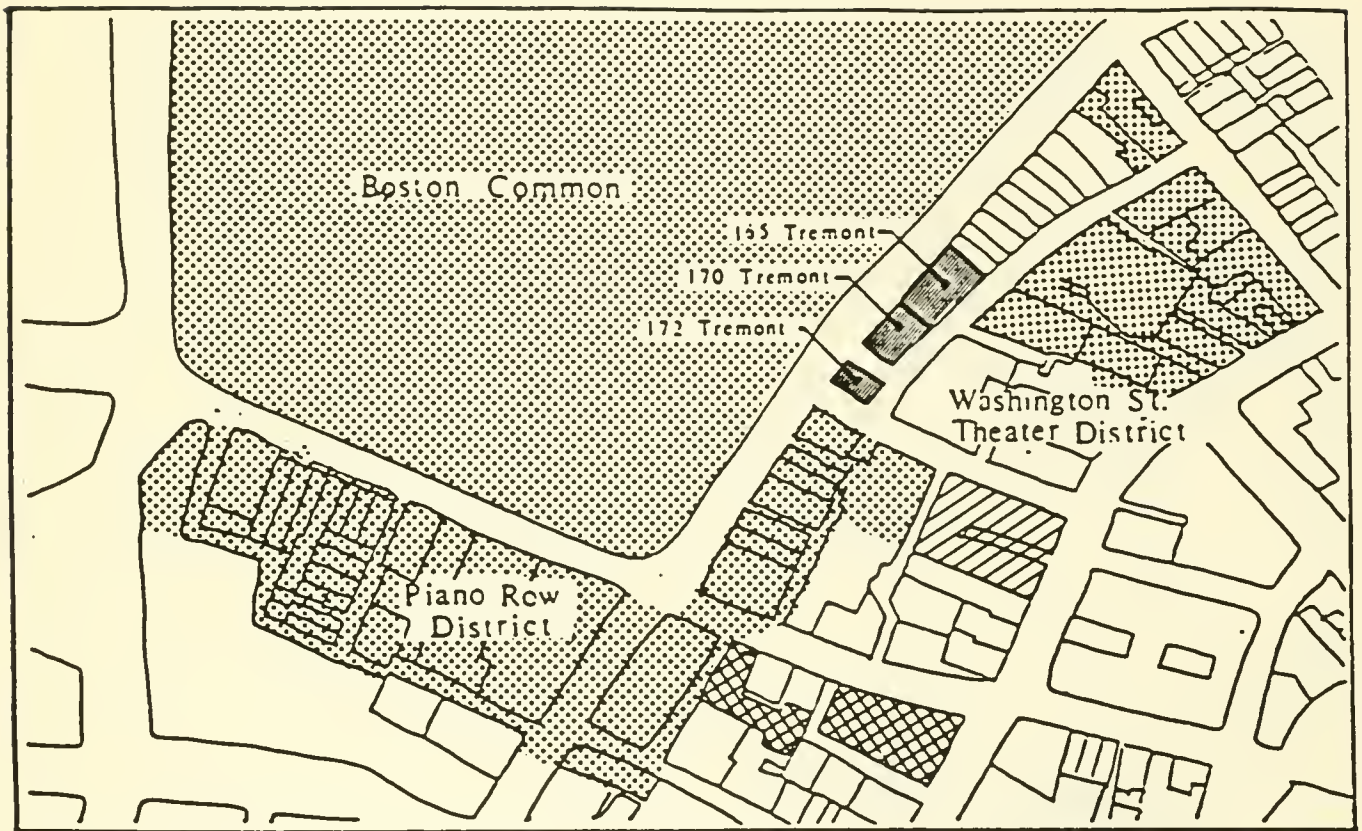 Boston Common
165 Tremont
170 Tremont
172 Tremont
Washington St.
Theater District
Piano Row
District